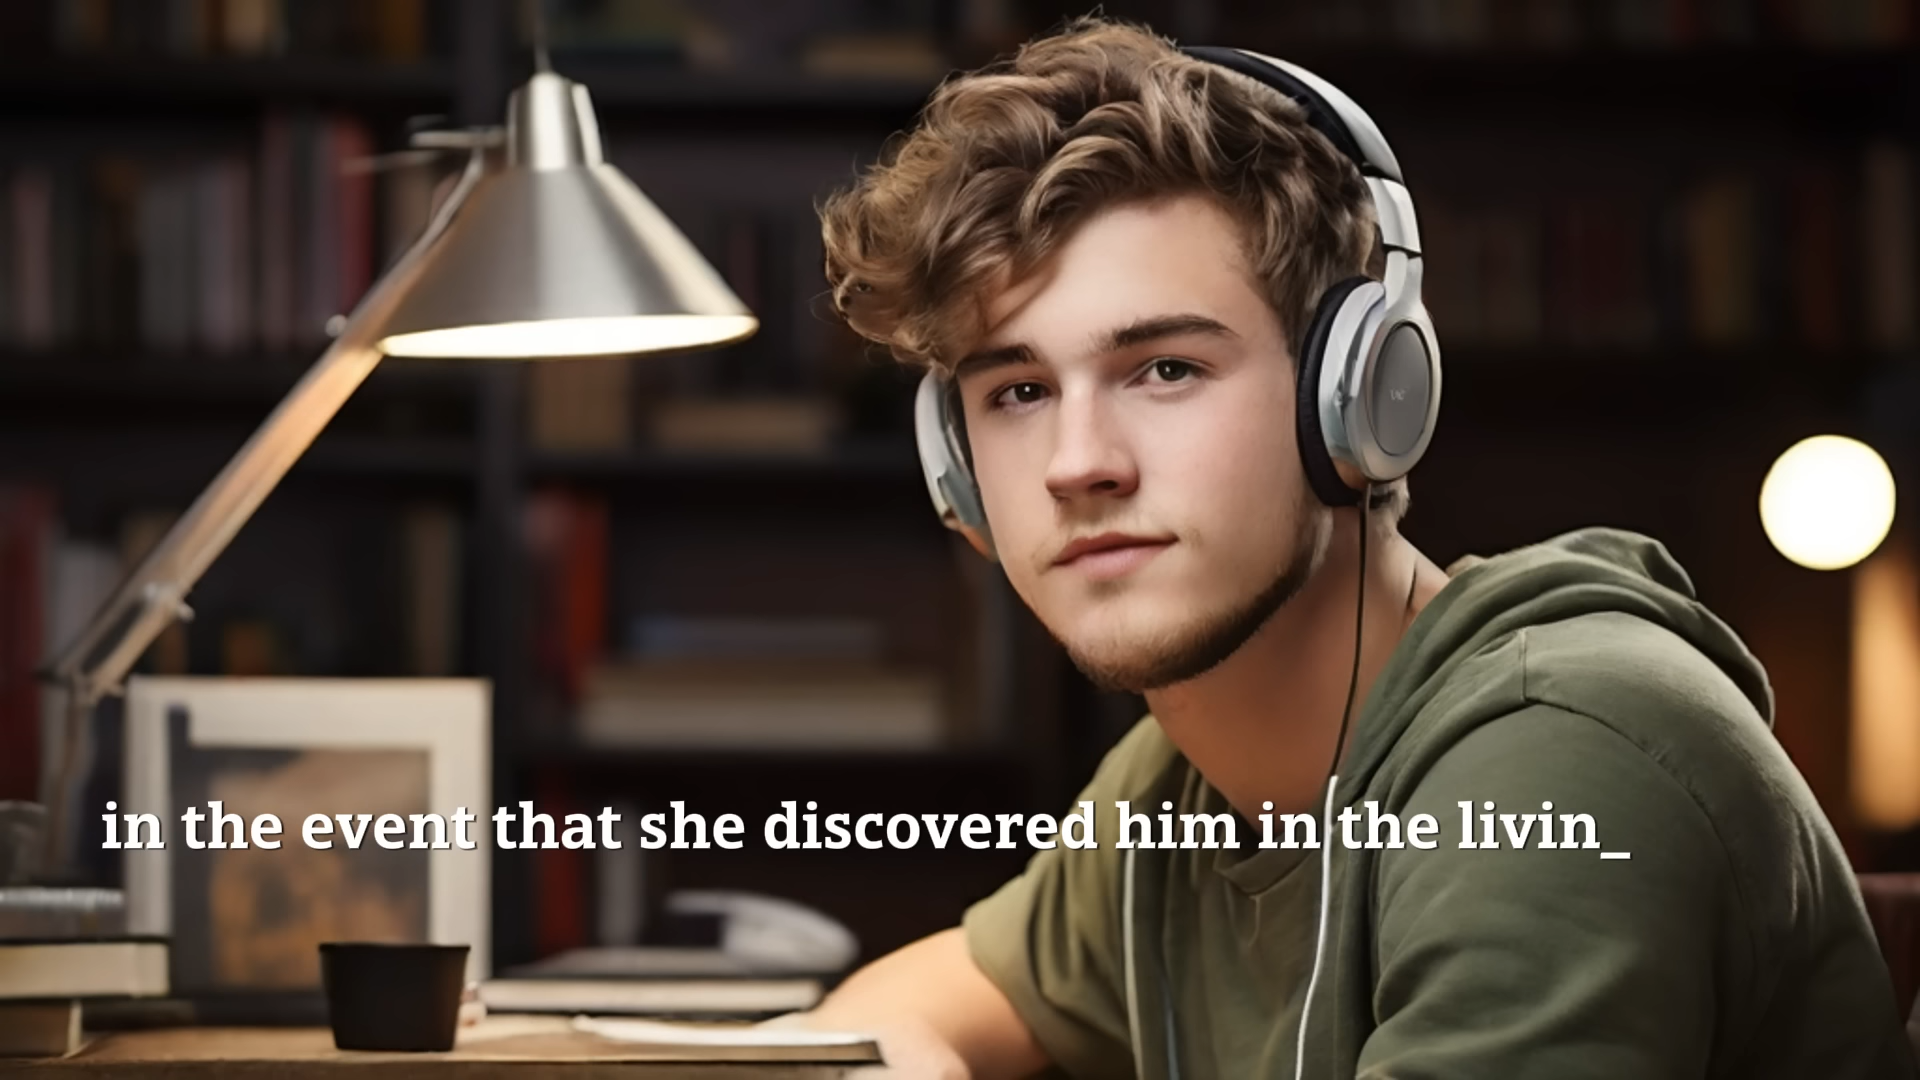 in the event that she discovered him in the livin_